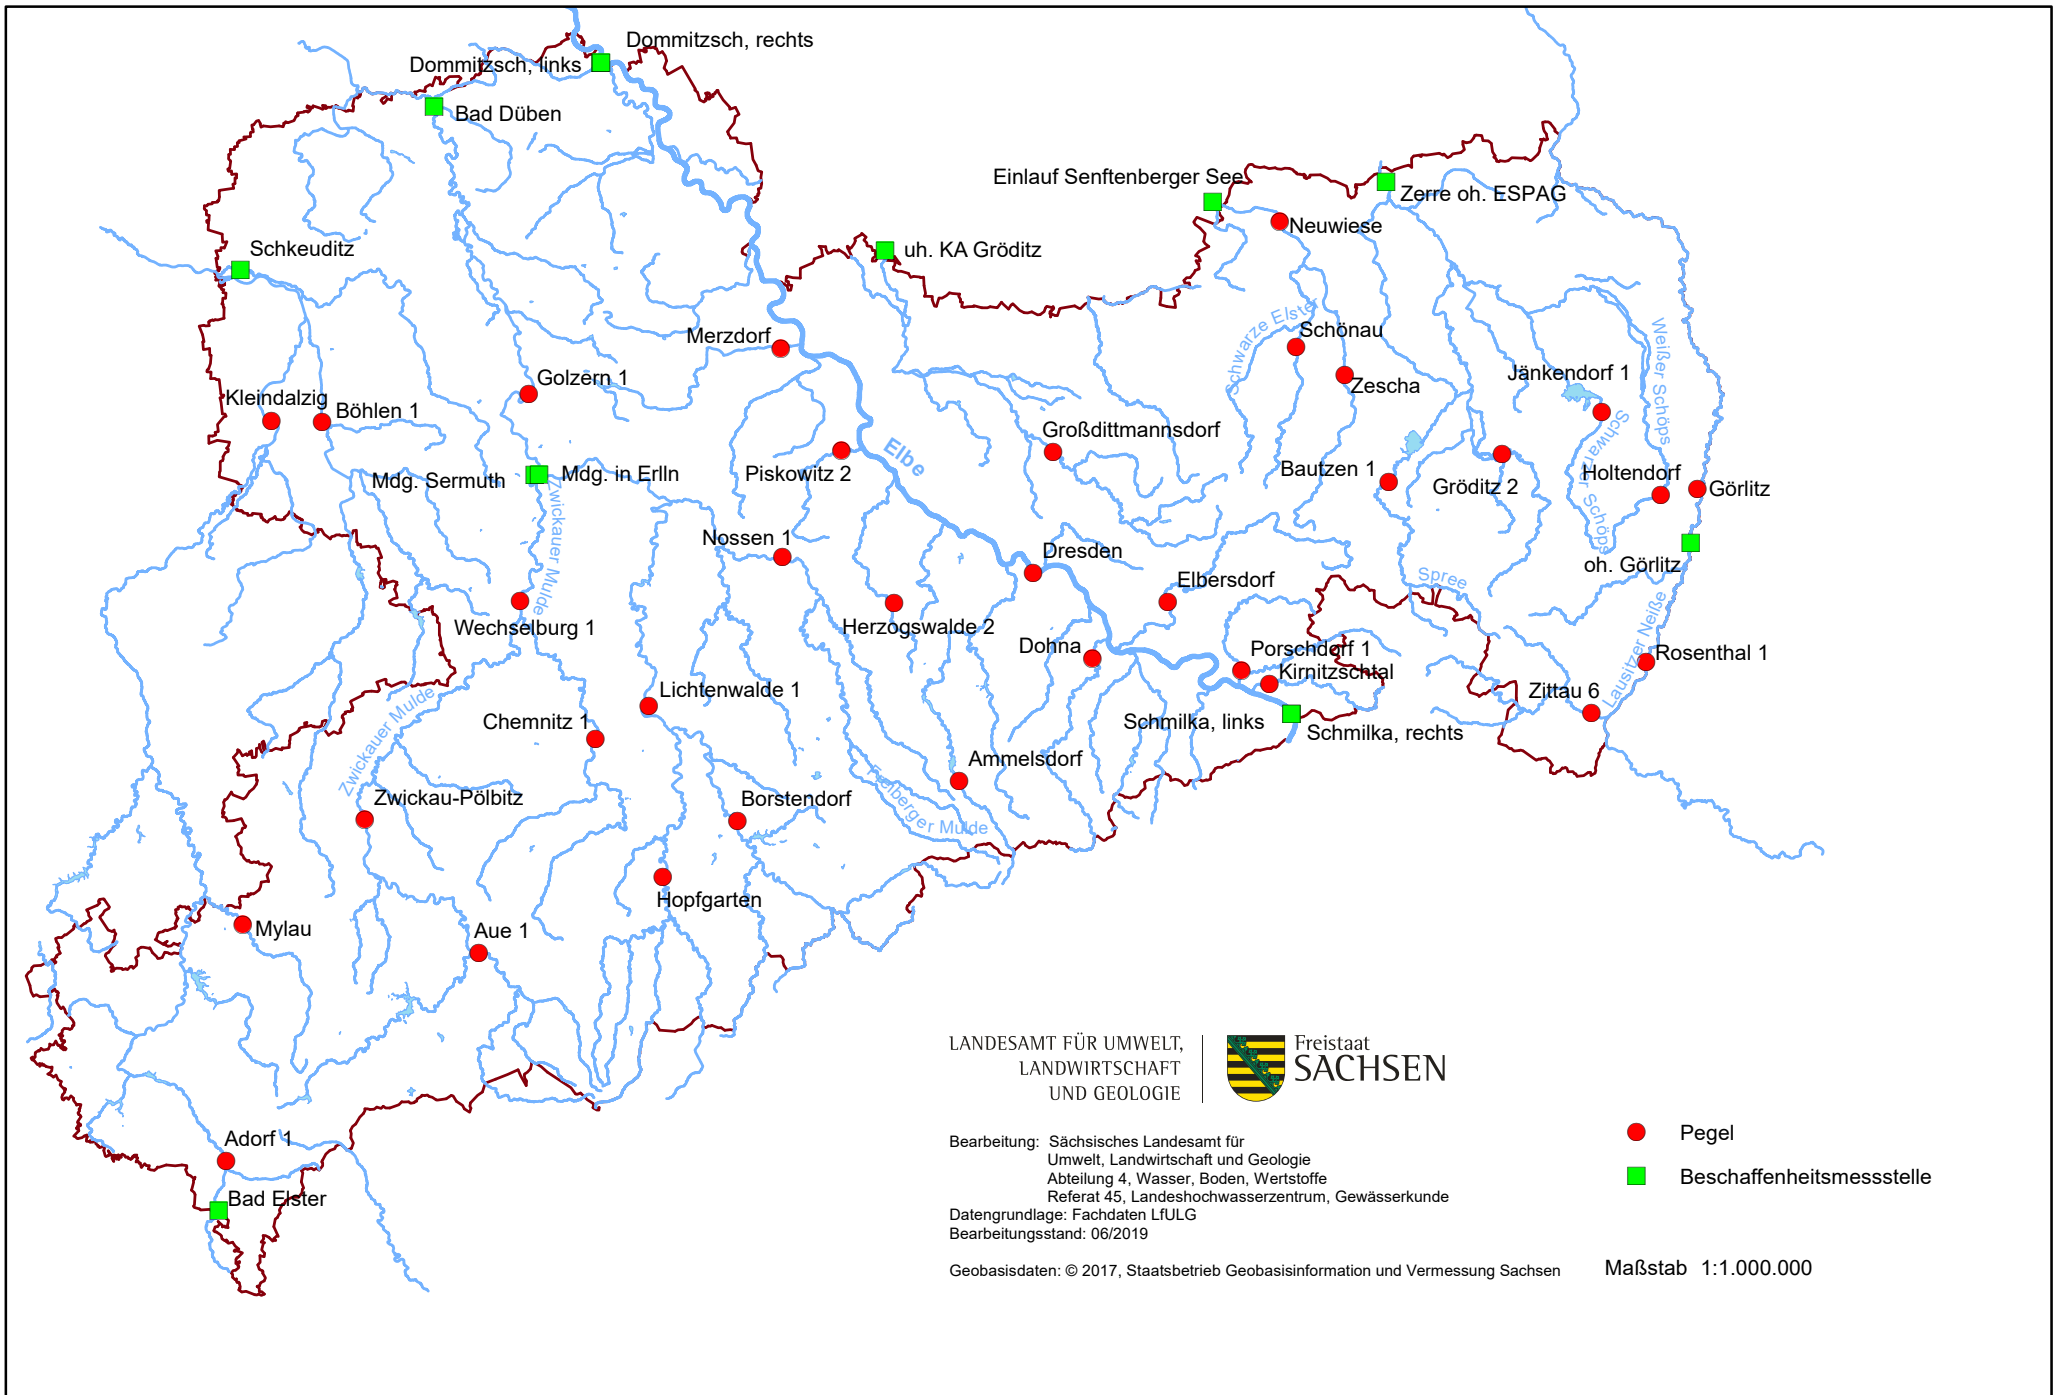 Dommitzsch, rechts
Dommitzsch, links
Bad Düben
Einlauf Senftenberger See
Zerre oh. ESPAG
Neuwiese
Schkeuditz
uh. KA Gröditz
Merzdorf
Schwarze Elster
Schönau
Weißer Schöps
Golzern 1
Zescha
Jänkendorf 1
Kleindalzig
Böhlen 1
Großdittmannsdorf
Schwarzer Schöps
Elbe
Mdg. Sermuth
Mdg. in Erlln
Piskowitz 2
Bautzen 1
Gröditz 2
Holtendorf
Görlitz
Zwickauer Mulde
Nossen 1
Dresden
oh. Görlitz
Elbersdorf
Spree
Wechselburg 1
Herzogswalde 2
Dohna
Porschdorf 1
Kirnitzschtal
Lausitzer Neiße
Rosenthal 1
Lichtenwalde 1
Zittau 6
Zwickauer Mulde
Chemnitz 1
Schmilka, links
Schmilka, rechts
Ammelsdorf
Zwickau-Pölbitz
Borstendorf
Freiberger Mulde
Hopfgarten
Mylau
Aue 1
Adorf 1
Bad Elster
LANDESAMT FÜR UMWELT,
LANDWIRTSCHAFT
UND GEOLOGIE
Freistaat
SACHSEN
Bearbeitung: Sächsisches Landesamt für
Umwelt, Landwirtschaft und Geologie
Abteilung 4, Wasser, Boden, Wertstoffe
Referat 45, Landeshochwasserzentrum, Gewässerkunde
Datengrundlage: Fachdaten LfULG
Bearbeitungsstand: 06/2019
Geobasisdaten: © 2017, Staatsbetrieb Geobasisinformation und Vermessung Sachsen
Pegel
Beschaffenheitsmessstelle
Maßstab 1:1.000.000